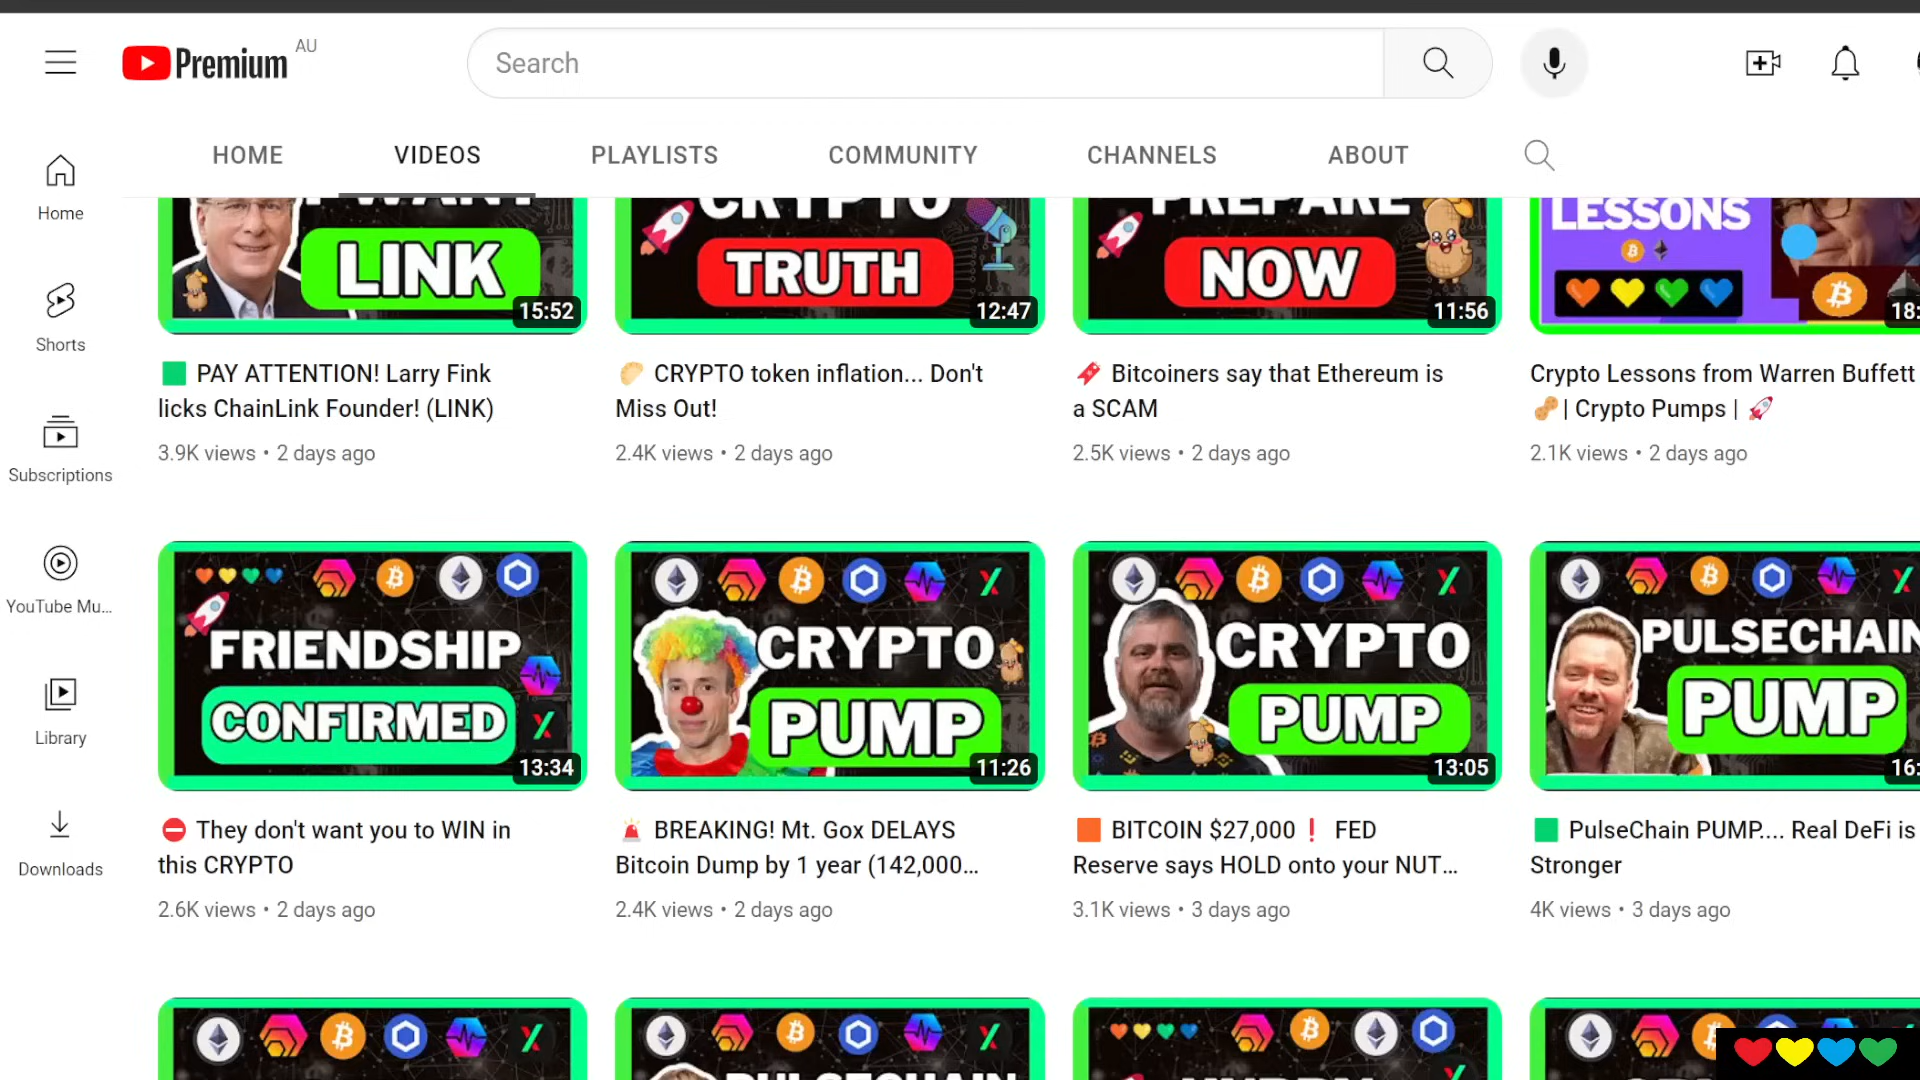 Premium AU
Search
HOME VIDEOS PLAYLISTS COMMUNITY CHANNELS ABOUT
Home
Shorts
Subscriptions
YouTube Mu...
Library
Downloads
WANT
LINK
15:52
CRYPTO
TRUTH
12:47
PREPARE
NOW
11:56
LESSONS
18:
PAY ATTENTION! Larry Fink
licks ChainLink Founder! (LINK)
3.9K views • 2 days ago
CRYPTO token inflation... Don't
Miss Out!
2.4K views • 2 days ago
Bitcoiners say that Ethereum is
a SCAM
2.5K views • 2 days ago
Crypto Lessons from Warren Buffett
🥜| Crypto Pumps | 🚀
2.1K views • 2 days ago
FRIENDSHIP
CONFIRMED
13:34
CRYPTO
PUMP
11:26
CRYPTO
PUMP
13:05
PULSECHAIN
PUMP
16:
They don't want you to WIN in
this CRYPTO
2.6K views • 2 days ago
BREAKING! Mt. Gox DELAYS
Bitcoin Dump by 1 year (142,000...
2.4K views • 2 days ago
BITCOIN $27,000❗ FED
Reserve says HOLD onto your NUT...
3.1K views • 3 days ago
PulseChain PUMP.... Real DeFi is
Stronger
4K views • 3 days ago
PULSECHAIN